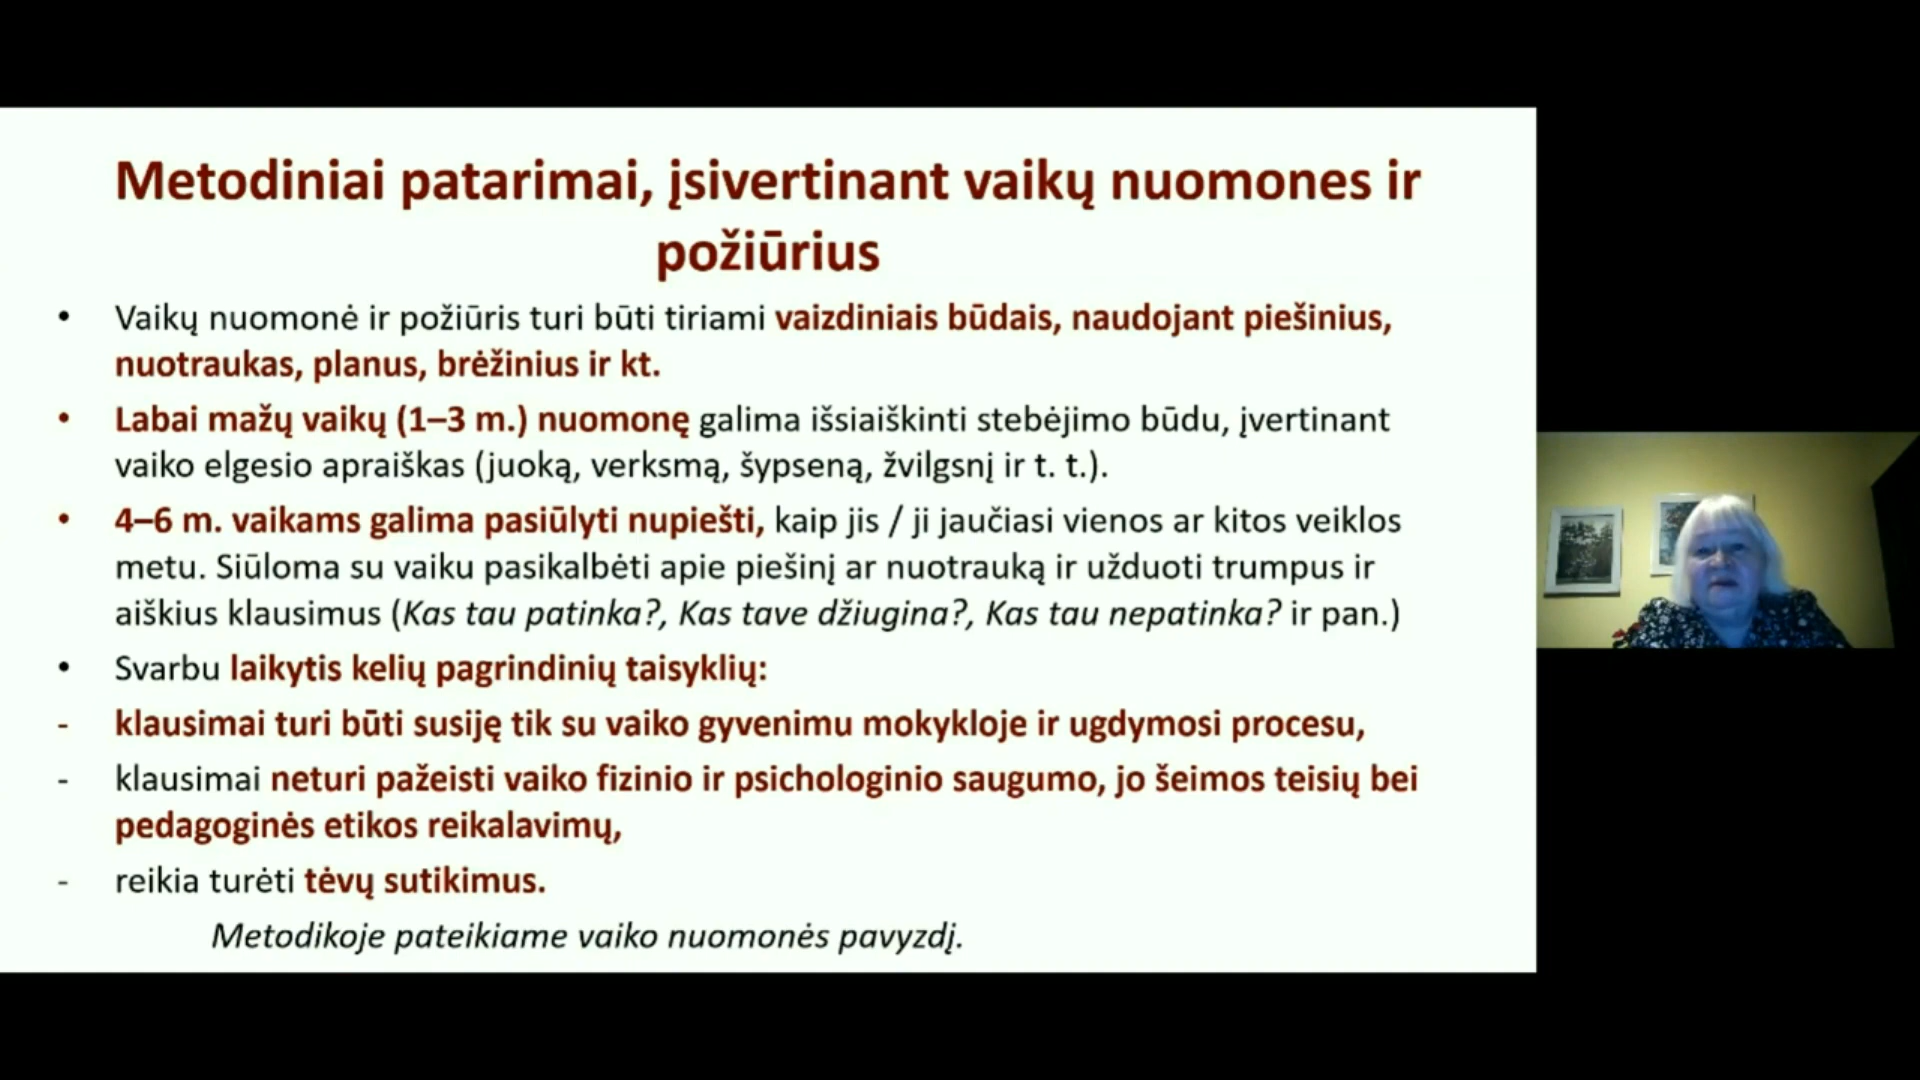 Metodiniai patarimai, įsivertinant vaikų nuomones ir
požiūrius
• Vaikų nuomonė ir požiūris turi būti tiriami vaizdiniais būdais, naudojant piešinius,
nuotraukas, planus, brėžinius ir kt.
• Labai mažų vaikų (1–3 m.) nuomonę galima išsiaiškinti stebėjimo būdu, įvertinant
vaiko elgesio apraiškas (juoką, verksmą, šypseną, žvilgsnį ir t. t.).
• 4–6 m. vaikams galima pasiūlyti nupiešti, kaip jis / ji jaučiasi vienos ar kitos veiklos
metu. Siūloma su vaiku pasikalbėti apie piešinį ar nuotrauką ir užduoti trumpus ir
aiškius klausimus (Kas tau patinka?, Kas tave džiugina?, Kas tau nepatinka? ir pan.)
• Svarbu laikytis kelių pagrindinių taisyklių:
- klausimai turi būti susiję tik su vaiko gyvenimu mokykloje ir ugdymosi procesu,
- klausimai neturi pažeisti vaiko fizinio ir psichologinio saugumo, jo šeimos teisių bei
pedagoginės etikos reikalavimų,
- reikia turėti tėvų sutikimus.
Metodikoje pateikiame vaiko nuomonės pavyzdį.